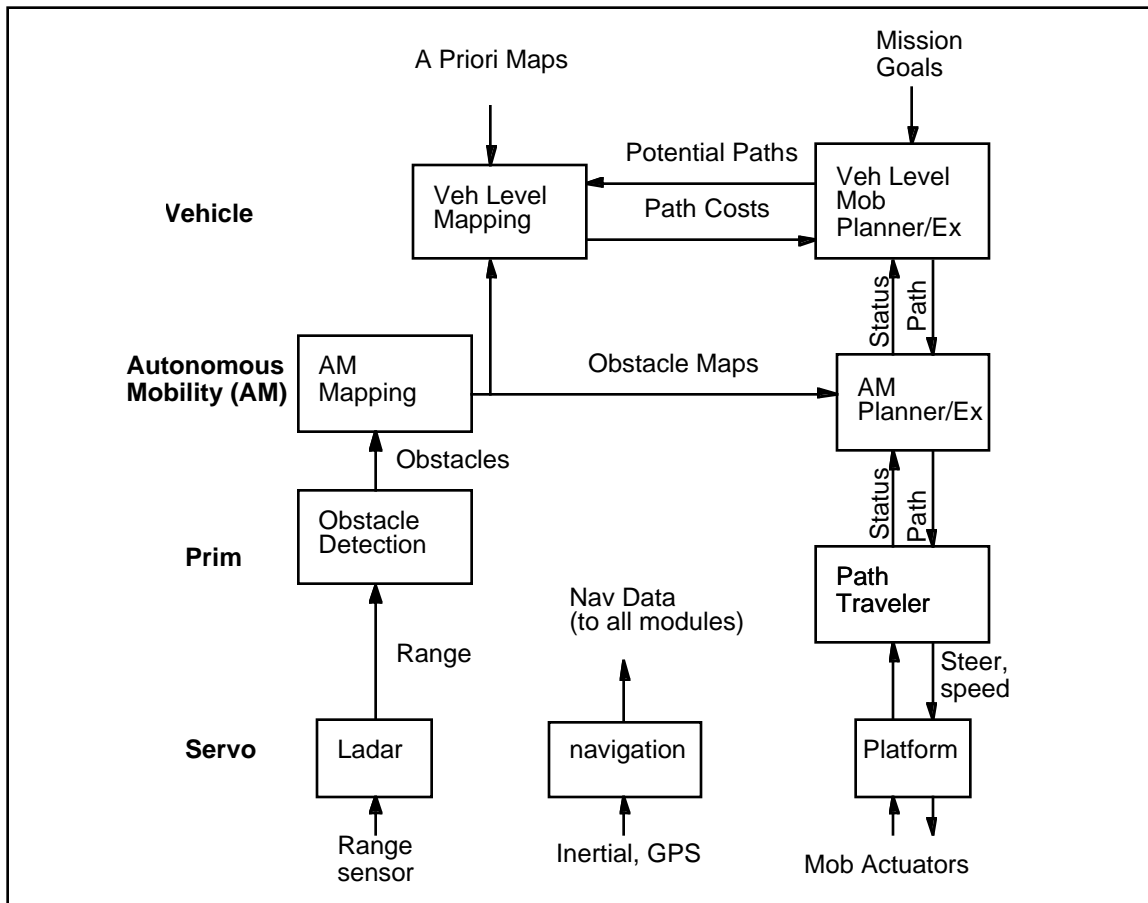 A Priori Maps
Mission
Goals
Potential Paths
Vehicle
Veh Level
Mapping
Path Costs
Veh Level
Mob
Planner/Ex
Status
Path
Autonomous
Mobility (AM)
AM
Mapping
Obstacle Maps
AM
Planner/Ex
Obstacles
Status
Path
Prim
Obstacle
Detection
Path
Traveler
Nav Data
(to all modules)
Range
Steer,
speed
Servo
Ladar
navigation
Platform
Range
sensor
Inertial, GPS
Mob Actuators